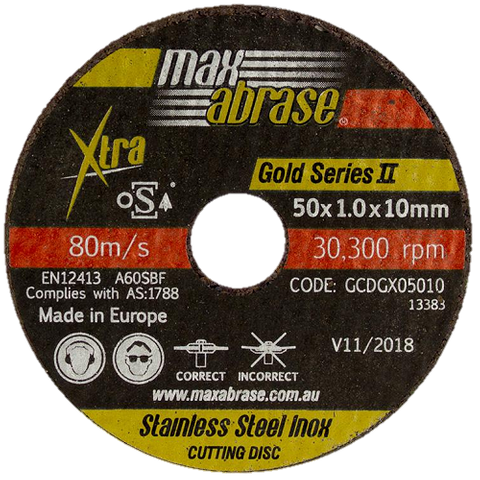 max
abrase®
Xtra
Gold Series II
oSa
50x1.0x10mm
80m/s
30,300 rpm
EN12413 A60SBF
Complies with AS:1788
Made in Europe
CODE: GCDGX05010
13383
V11/2018
CORRECT INCORRECT
www.maxabrase.com.au
Stainless Steel Inox
CUTTING DISC